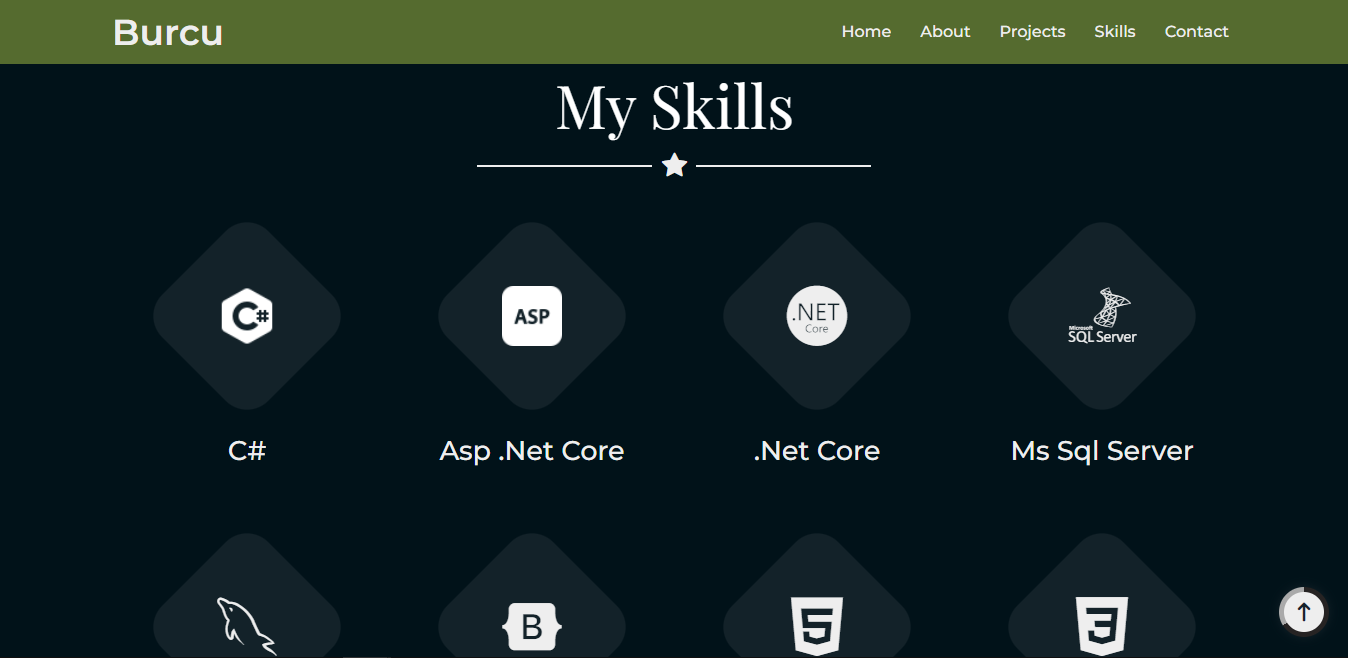 Burcu
Home About Projects Skills Contact
My Skills
C#
ASP
.NET
Core
Microsoft
SQL Server
C#
Asp .Net Core
.Net Core
Ms Sql Server
B
5
3